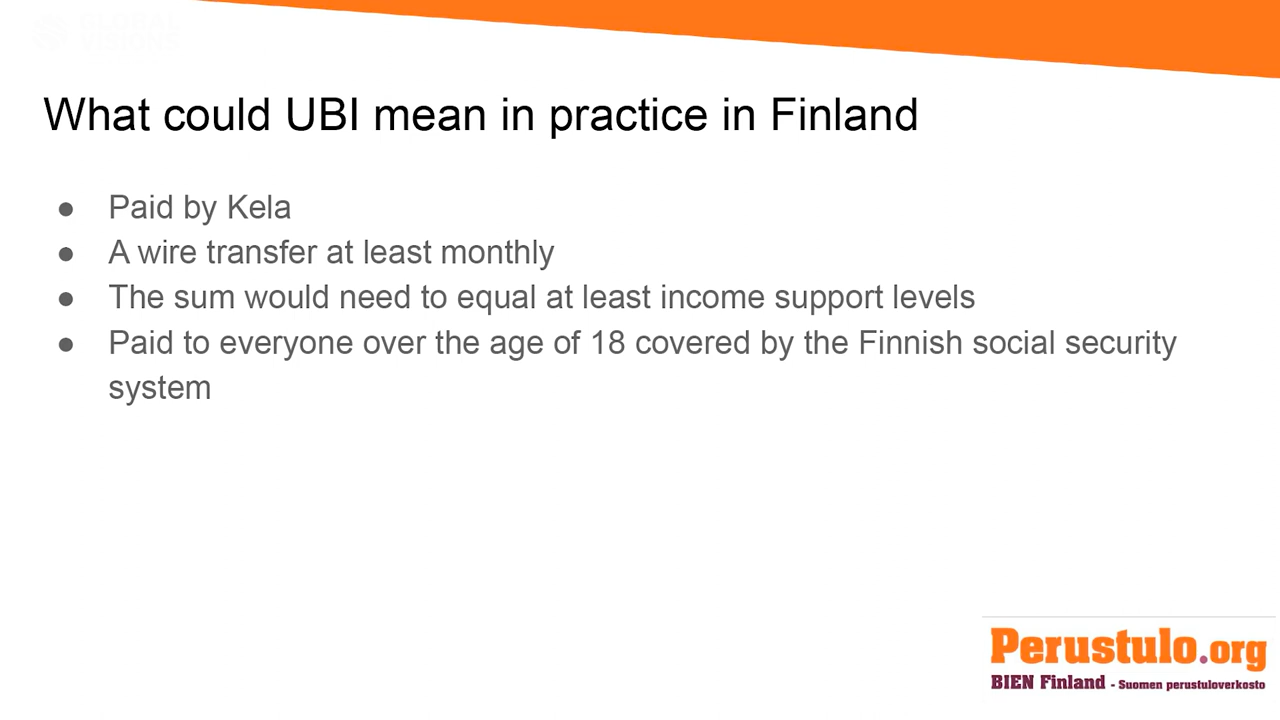 GLOBAL
VISIONS
What could UBI mean in practice in Finland
● Paid by Kela
● A wire transfer at least monthly
● The sum would need to equal at least income support levels
● Paid to everyone over the age of 18 covered by the Finnish social security
system
Perustulo.org
BIEN Finland - Suomen perustuloverkosto